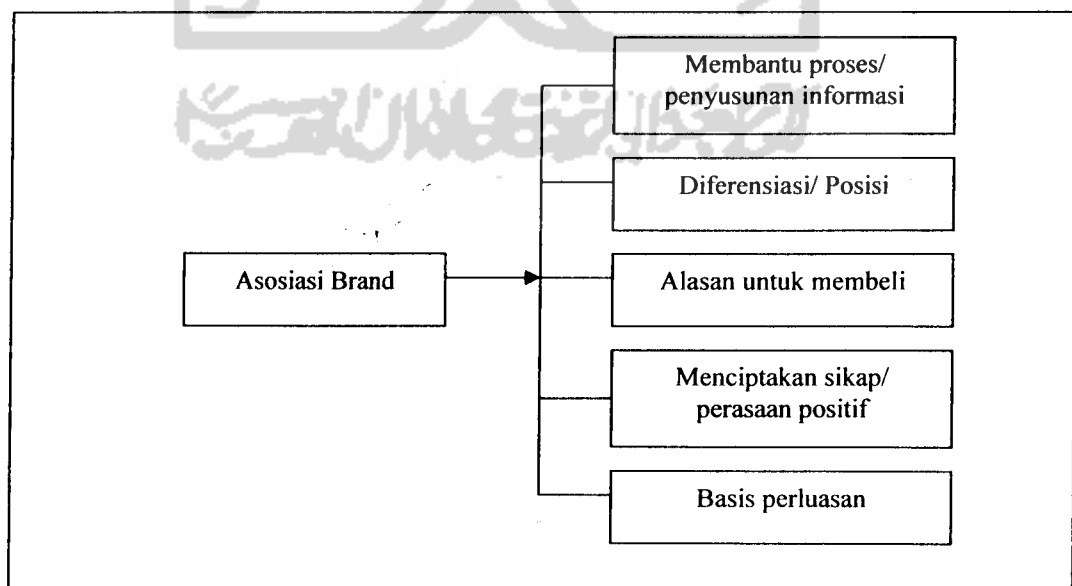 Membantu proses/
penyusunan informasi
Diferensiasi/ Posisi
Asosiasi Brand
Alasan untuk membeli
Menciptakan sikap/
perasaan positif
Basis perluasan